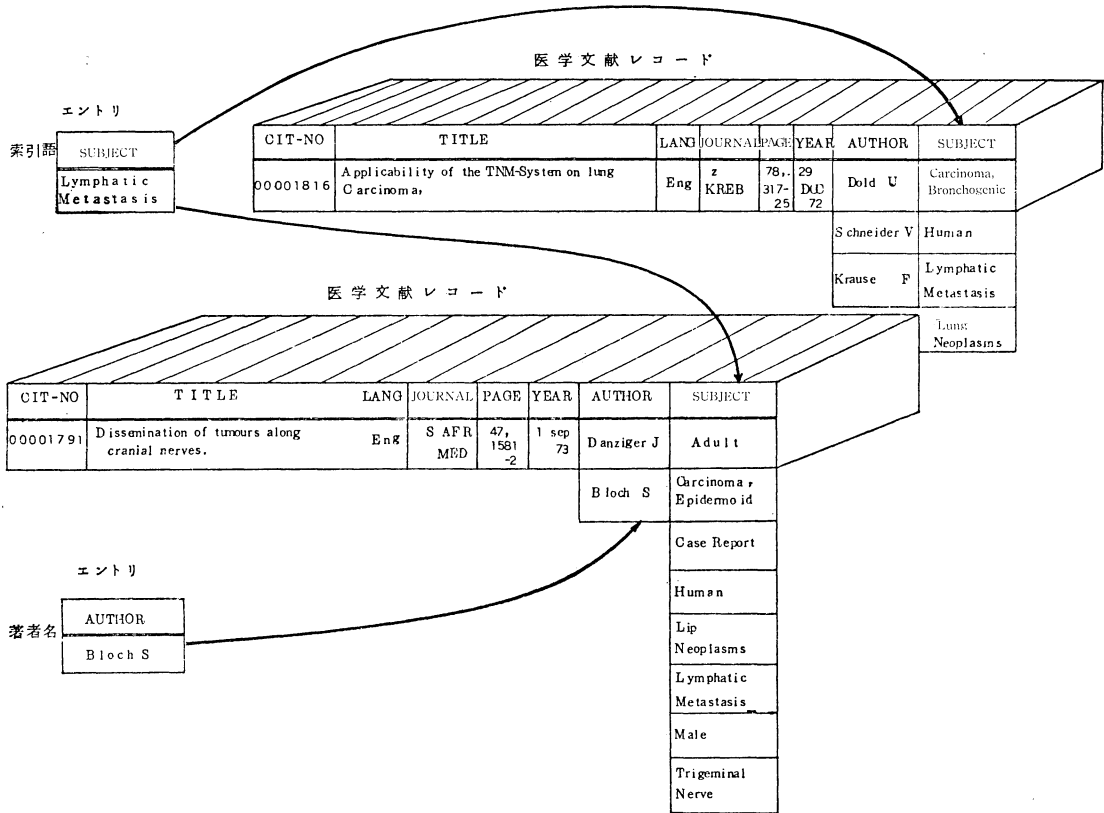 医学文献レコード
エントリ
索引語
SUBJECT
Lymphatic
Metastasis
CIT-NO TITLE LANG JOURNAL PAGE YEAR AUTHOR SUBJECT
00001816
Applicability of the TNM-System on lung
Carcinoma,
Eng
z
KREB
78,.
317-
25
29
72
Dold U
Carcinoma,
Bronchogenic
Schneider V
Human
Krause F
Lymphatic
Metastasis
Lung
Neoplasms
医学文献レコード
CIT-NO TITLE LANG JOURNAL PAGE YEAR AUTHOR SUBJECT
00001791
Dissemination of tumours along
cranial nerves.
Eng
S AFR
MED
47,
1581
-2
1 sep
73
Danziger J
Adult
Bloch S
Carcinoma,
Epidermoid
Case Report
Human
Lip
Neoplasms
Lymphatic
Metastasis
Male
Trigeminal
Nerve
エントリ
著者名
AUTHOR
Bloch S